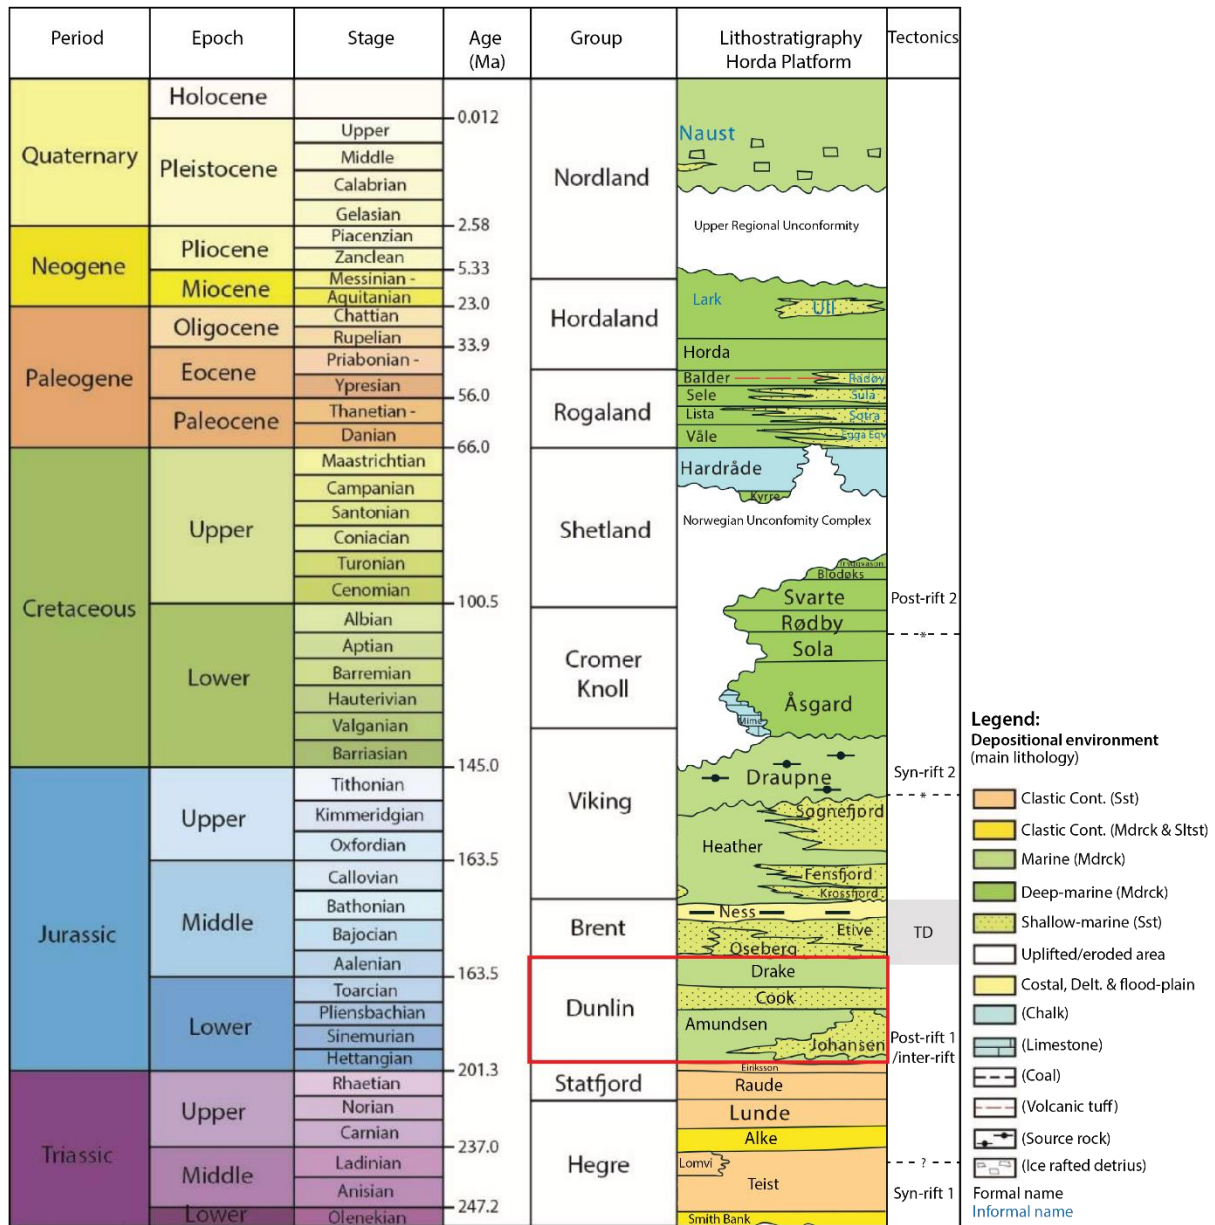 Period
Epoch
Stage
Age
(Ma)
Group
Lithostratigraphy
Horda Platform
Tectonics
Quaternary
Neogene
Paleogene
Cretaceous
Jurassic
Triassic
Holocene
Pleistocene
Pliocene
Miocene
Oligocene
Eocene
Paleocene
Upper
Lower
Upper
Middle
Lower
Upper
Middle
Lower
Upper
Middle
Calabrian
Gelasian
Piacenzian
Zanclean
Messinian -
Aquitanian
Chattian
Rupelian
Priabonian -
Ypresian
Thanetian -
Danian
Maastrichtian
Campanian
Santonian
Coniacian
Turonian
Cenomian
Albian
Aptian
Barremian
Hauterivian
Valganian
Barriasian
Tithonian
Kimmeridgian
Oxfordian
Callovian
Bathonian
Bajocian
Aalenian
Toarcian
Pliensbachian
Sinemurian
Hettangian
Rhaetian
Norian
Carnian
Ladinian
Anisian
Olenekian
0.012
2.58
5.33
23.0
33.9
56.0
66.0
100.5
145.0
163.5
163.5
201.3
237.0
247.2
Nordland
Hordaland
Rogaland
Shetland
Cromer
Knoll
Viking
Brent
Dunlin
Statfjord
Hegre
Naust
Upper Regional Unconformity
Lark
Ull
Horda
Balder
Radøy
Sele
Sula
Lista
Sotra
Våle
Egga Eqv
Hardråde
Kyrre
Norwegian Unconfomity Complex
Blodøks
Svarte
Rødby
Sola
Åsgard
Mime
Draupne
Sognefjord
Heather
Fensfjord
Krossfjord
Ness
Etive
Oseberg
Drake
Cook
Amundsen
Johansen
Eiriksson
Raude
Lunde
Alke
Lomvi
Teist
Smith Bank
Post-rift 2
*
Syn-rift 2
*
TD
Post-rift 1
/inter-rift
?
Syn-rift 1
Legend:
Depositional environment
(main lithology)
Clastic Cont. (Sst)
Clastic Cont. (Mdrck & Sltst)
Marine (Mdrck)
Deep-marine (Mdrck)
Shallow-marine (Sst)
Uplifted/eroded area
Costal, Delt. & flood-plain
(Chalk)
(Limestone)
(Coal)
(Volcanic tuff)
(Source rock)
(Ice rafted detrius)
Formal name
Informal name